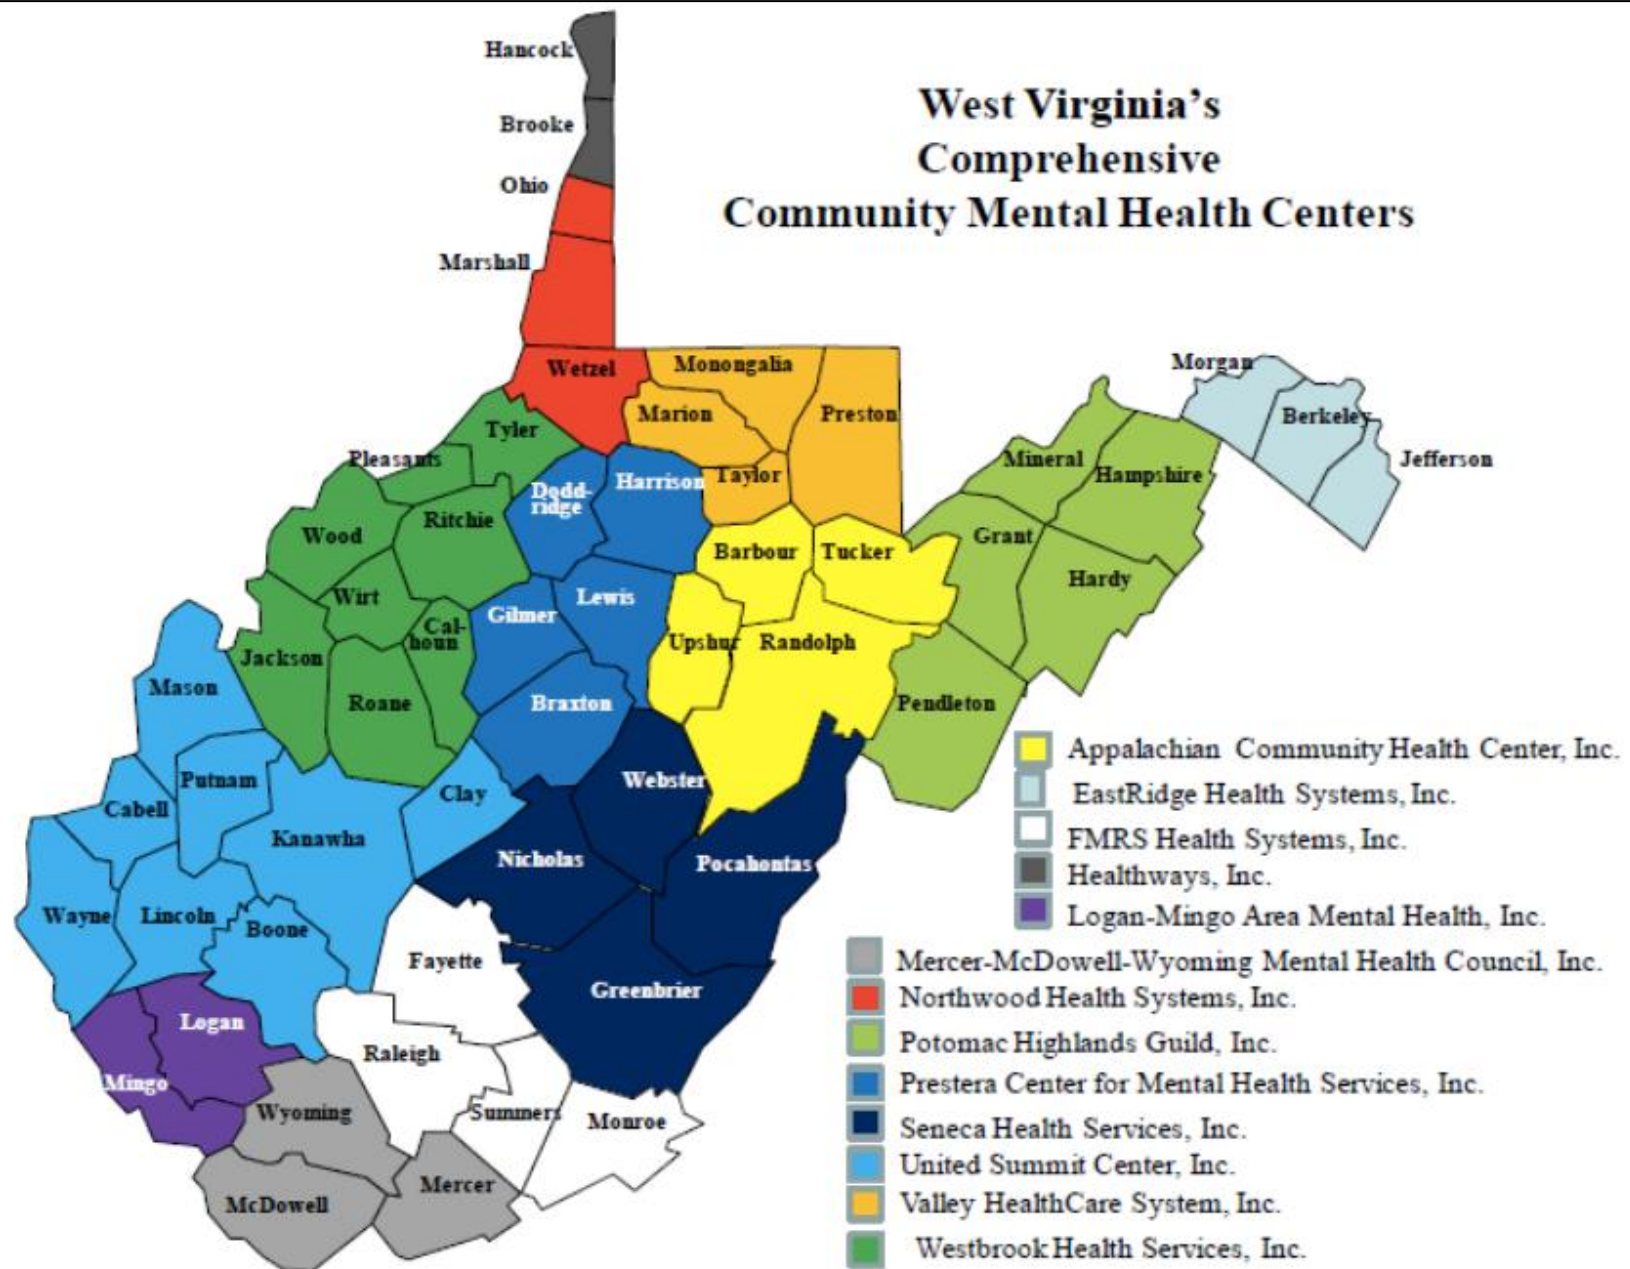 West Virginia’s
Comprehensive
Community Mental Health Centers
Hancock
Brooke
Ohio
Marshall
Wetzel
Monongalia
Marion
Preston
Taylor
Tyler
Pleasants
Ritchie
Wood
Wirt
Cal-
houn
Jackson
Roane
Dodd-
ridge
Harrison
Gilmer
Lewis
Braxton
Barbour
Tucker
Upshur
Randolph
Morgan
Berkeley
Jefferson
Mineral
Hampshire
Grant
Hardy
Pendleton
Mason
Putnam
Cabell
Kanawha
Clay
Wayne
Lincoln
Boone
Webster
Nicholas
Pocahontas
Greenbrier
Fayette
Raleigh
Summers
Monroe
Logan
Mingo
Wyoming
McDowell
Mercer
Appalachian Community Health Center, Inc.
EastRidge Health Systems, Inc.
FMRS Health Systems, Inc.
Healthways, Inc.
Logan-Mingo Area Mental Health, Inc.
Mercer-McDowell-Wyoming Mental Health Council, Inc.
Northwood Health Systems, Inc.
Potomac Highlands Guild, Inc.
Prestera Center for Mental Health Services, Inc.
Seneca Health Services, Inc.
United Summit Center, Inc.
Valley HealthCare System, Inc.
Westbrook Health Services, Inc.